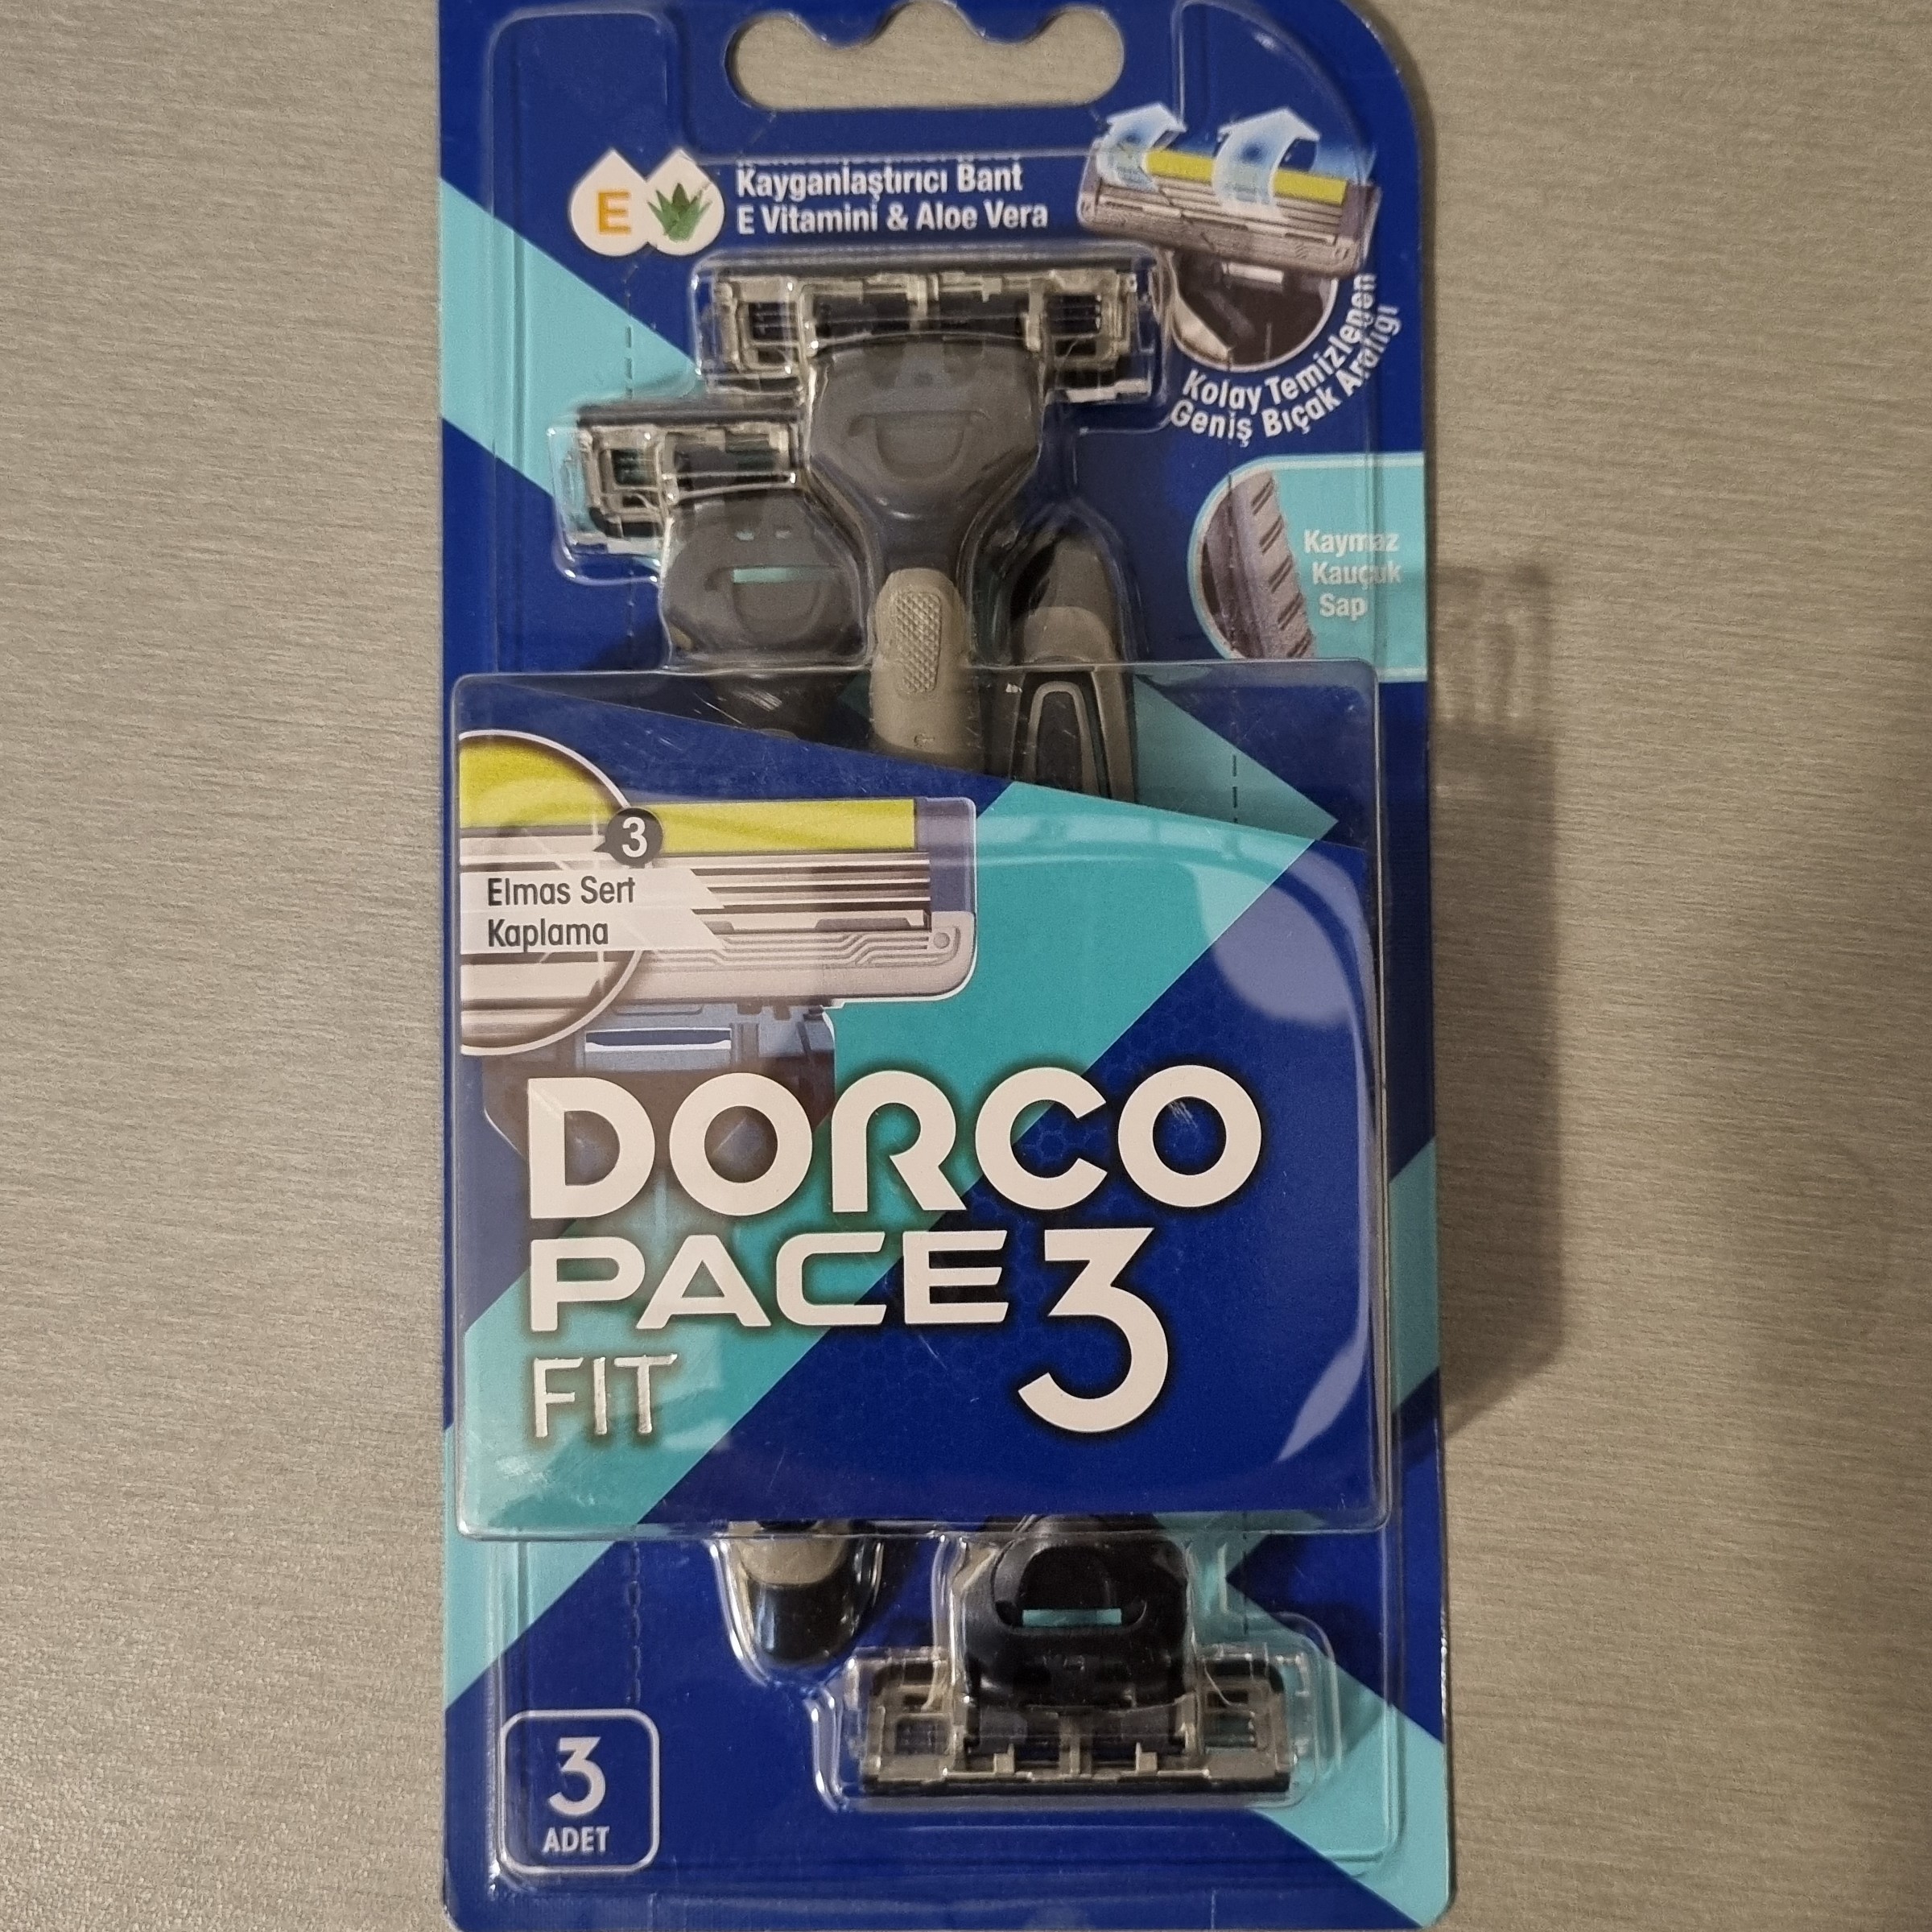 E
Kayganlaştırıcı Bant
E Vitamini & Aloe Vera
Kolay Temizlenen
Geniş Bıçak Aralığı
Kaymaz
Kauçuk
Sap
3
Elmas Sert
Kaplama
DORCO
PACE 3
FIT
3
ADET